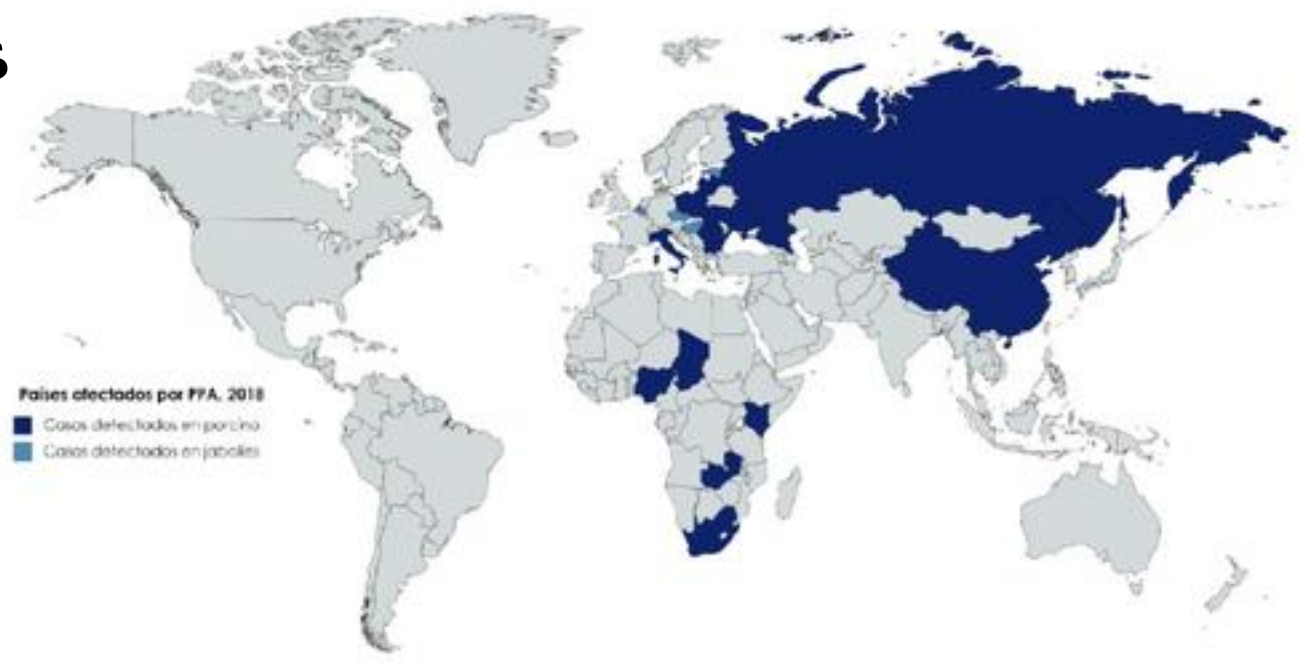 s
Países afectados por PPA, 2018
Casos detectados en porcino
Casos detectados en jabalíes